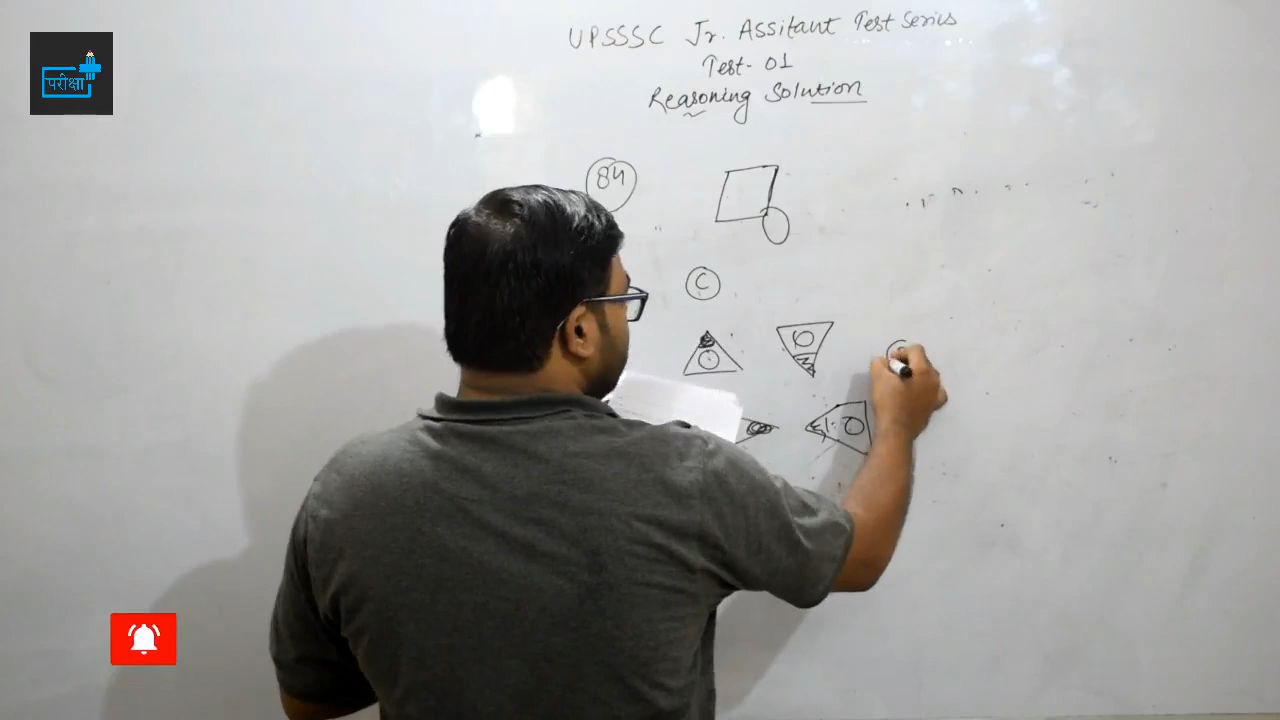 परीक्षा
UPSSSC Jr. Assitant Test Series
Test- 01
Reasoning Solution
84
C